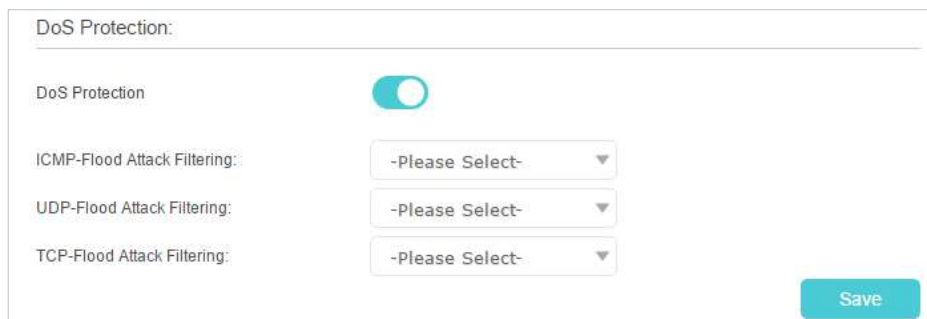 DoS Protection:
DoS Protection
ICMP-Flood Attack Filtering: -Please Select-
UDP-Flood Attack Filtering: -Please Select-
TCP-Flood Attack Filtering: -Please Select-
Save